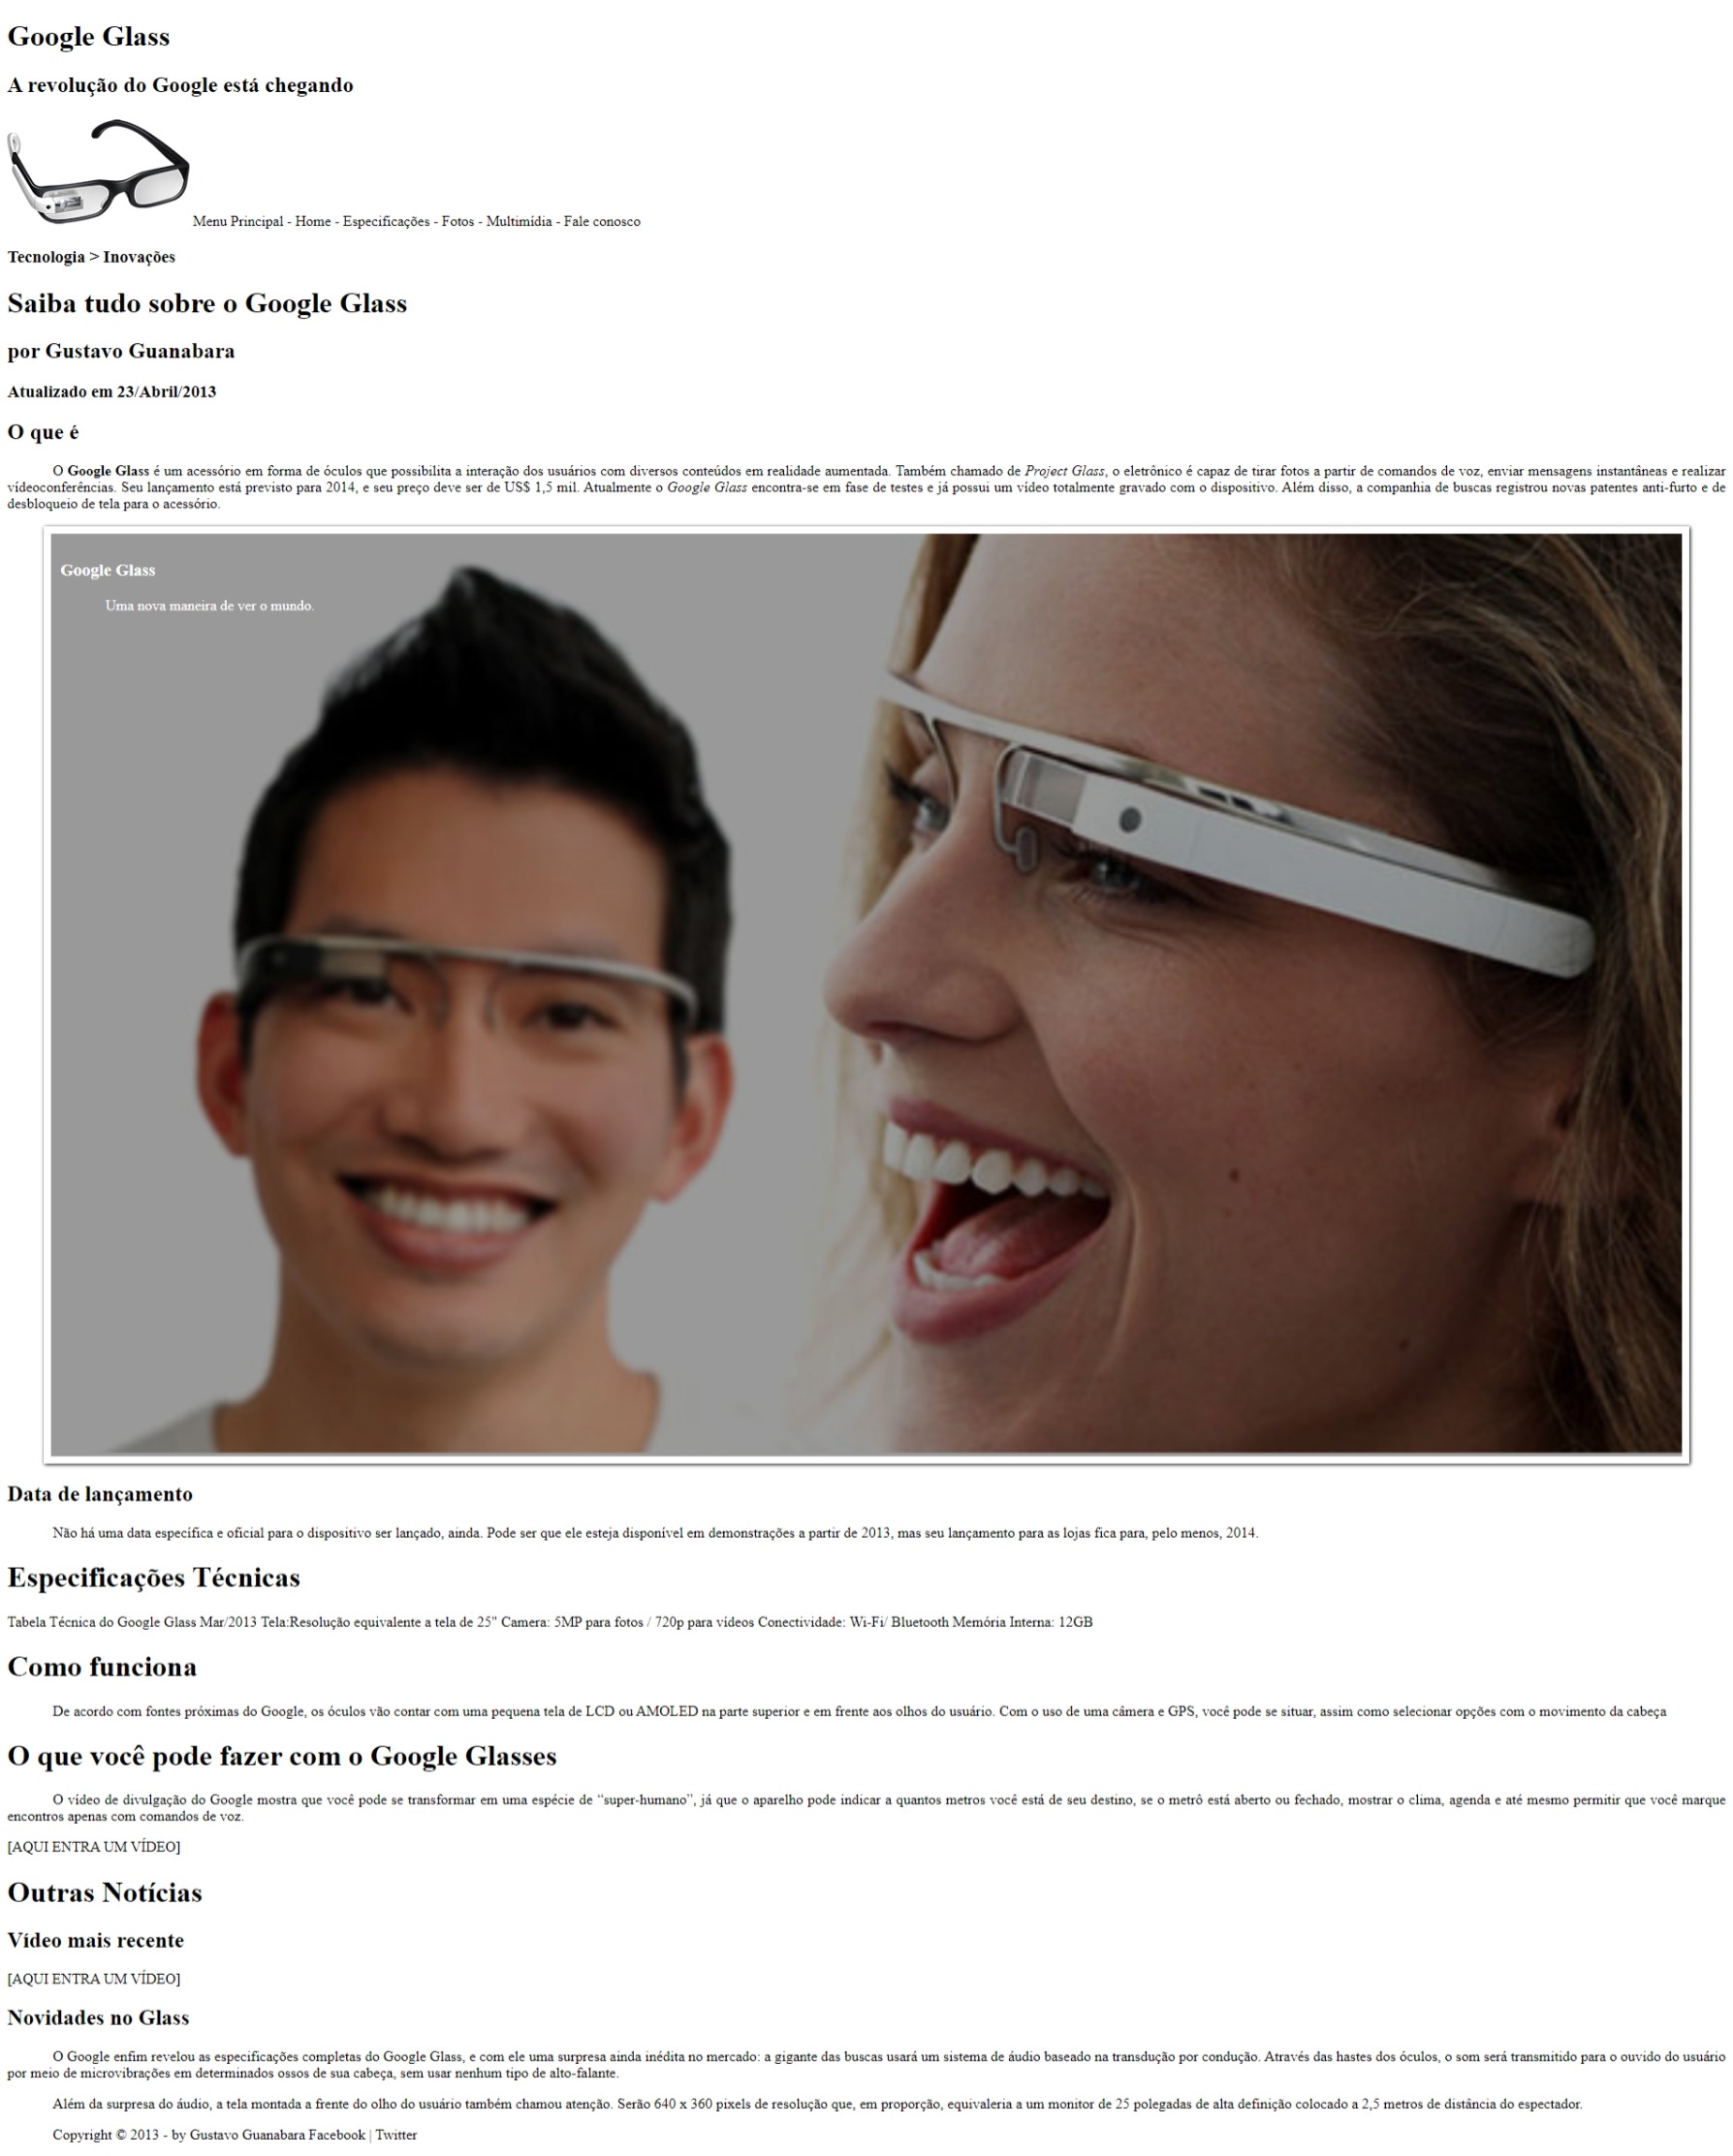 Google Glass
A revolução do Google está chegando
Menu Principal - Home - Especificações - Fotos - Multimídia - Fale conosco
Tecnologia > Inovações
Saiba tudo sobre o Google Glass
por Gustavo Guanabara
Atualizado em 23/Abril/2013
O que é
O Google Glass é um acessório em forma de óculos que possibilita a interação dos usuários com diversos conteúdos em realidade aumentada. Também chamado de Project Glass, o eletrônico é capaz de tirar fotos a partir de comandos de voz, enviar mensagens instantâneas e realizar
vídeoconferências. Seu lançamento está previsto para 2014, e seu preço deve ser de US$ 1,5 mil. Atualmente o Google Glass encontra-se em fase de testes e já possui um vídeo totalmente gravado com o dispositivo. Além disso, a companhia de buscas registrou novas patentes anti-furto e de
desbloqueio de tela para o acessório.
Google Glass
Uma nova maneira de ver o mundo.
Data de lançamento
Não há uma data específica e oficial para o dispositivo ser lançado, ainda. Pode ser que ele esteja disponível em demonstrações a partir de 2013, mas seu lançamento para as lojas fica para, pelo menos, 2014.
Especificações Técnicas
Tabela Técnica do Google Glass Mar/2013 Tela:Resolução equivalente a tela de 25" Camera: 5MP para fotos / 720p para vídeos Conectividade: Wi-Fi/ Bluetooth Memória Interna: 12GB
Como funciona
De acordo com fontes próximas do Google, os óculos vão contar com uma pequena tela de LCD ou AMOLED na parte superior e em frente aos olhos do usuário. Com o uso de uma câmera e GPS, você pode se situar, assim como selecionar opções com o movimento da cabeça
O que você pode fazer com o Google Glasses
O vídeo de divulgação do Google mostra que você pode se transformar em uma espécie de “super-humano”, já que o aparelho pode indicar a quantos metros você está de seu destino, se o metrô está aberto ou fechado, mostrar o clima, agenda e até mesmo permitir que você marque
encontros apenas com comandos de voz.
[AQUI ENTRA UM VÍDEO]
Outras Notícias
Vídeo mais recente
[AQUI ENTRA UM VÍDEO]
Novidades no Glass
O Google enfim revelou as especificações completas do Google Glass, e com ele uma surpresa ainda inédita no mercado: a gigante das buscas usará um sistema de áudio baseado na transdução por condução. Através das hastes dos óculos, o som será transmitido para o ouvido do usuário
por meio de microvibrações em determinados ossos de sua cabeça, sem usar nenhum tipo de alto-falante.
Além da surpresa do áudio, a tela montada a frente do olho do usuário também chamou atenção. Serão 640 x 360 pixels de resolução que, em proporção, equivaleria a um monitor de 25 polegadas de alta definição colocado a 2,5 metros de distância do espectador.
Copyright © 2013 - by Gustavo Guanabara Facebook | Twitter